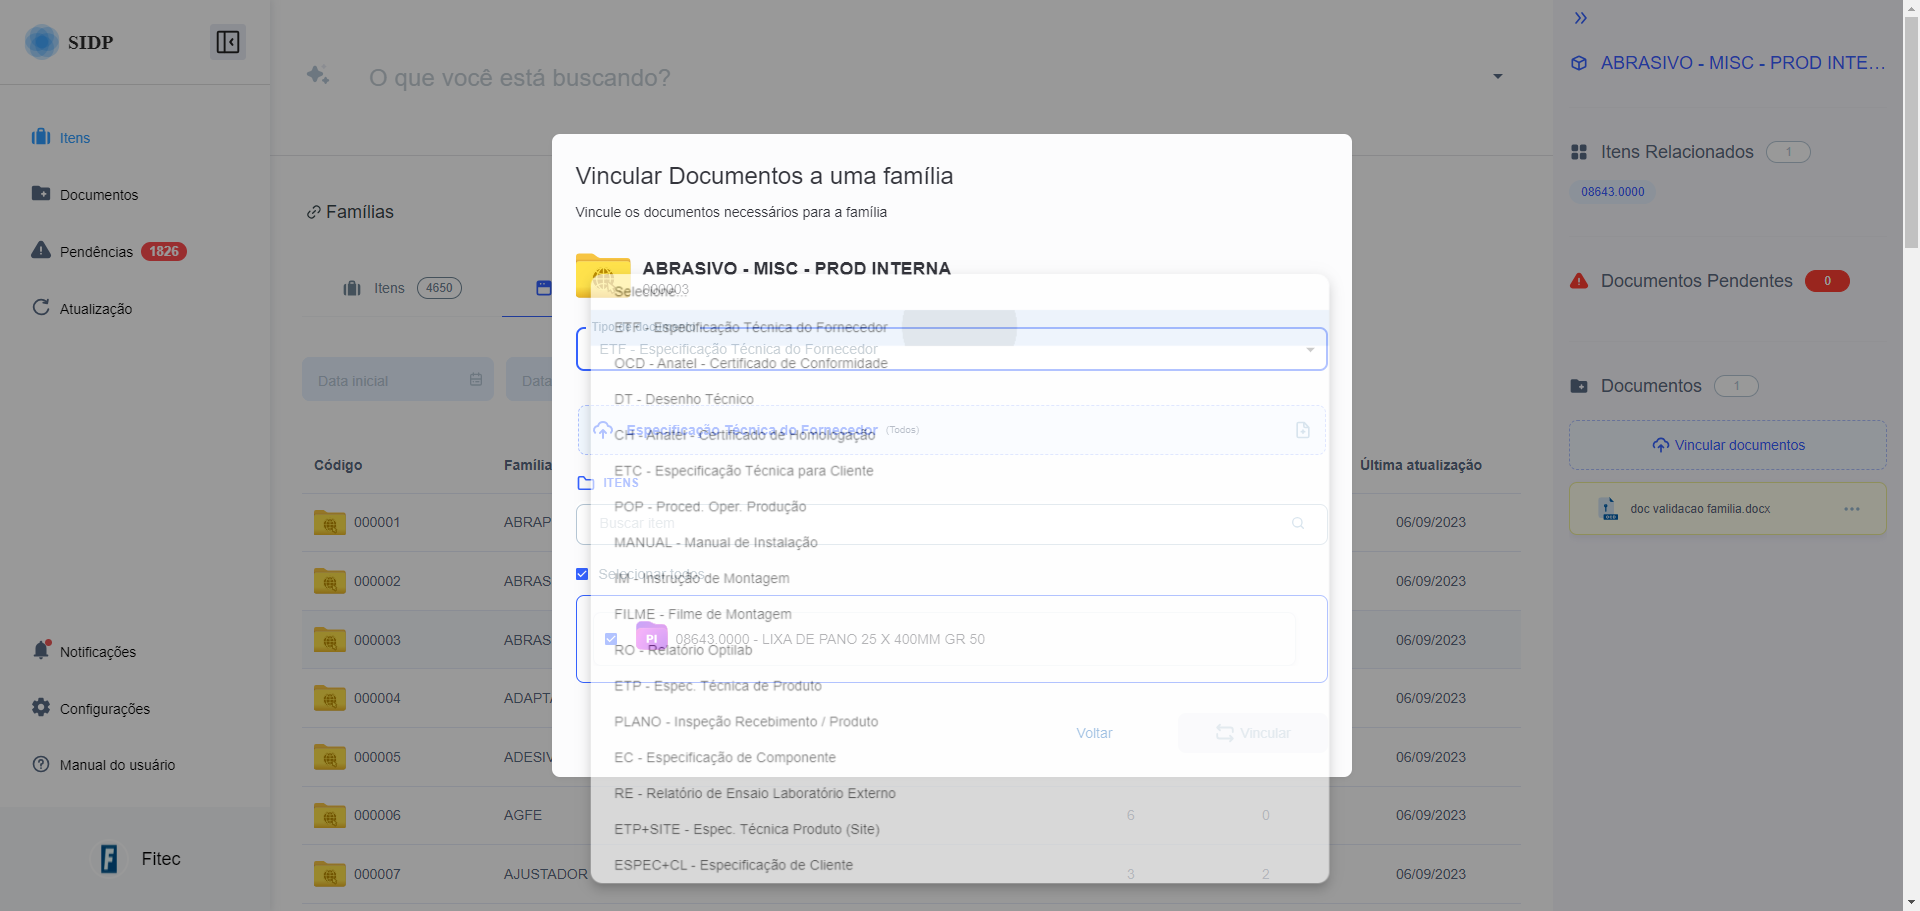 SIDP
O que você está buscando?
Itens
Documentos
Pendências 1826
Atualização
Notificações
Configurações
Manual do usuário
Fitec
Famílias
Itens 4650
Data inicial
Data
Código
Família
Última atualização
000001 ABRAP 06/09/2023
000002 ABRAS 06/09/2023
000003 ABRAS 06/09/2023
000004 ADAPTA 06/09/2023
000005 ADESIV 06/09/2023
000006 AGFE 6 0 06/09/2023
000007 AJUSTADOR 3 2 06/09/2023
Vincular Documentos a uma família
Vincule os documentos necessários para a família
ABRASIVO - MISC - PROD INTERNA
000003
ETF - Especificação Técnica do Fornecedor
Especificação Técnica do Fornecedor (Todos)
ITENS
Buscar item
Selecionar todos
PI 08643.0000 - LIXA DE PANO 25 X 400MM GR 50
Voltar
Vincular
Selecione...
ETF - Especificação Técnica do Fornecedor
OCD - Anatel - Certificado de Conformidade
DT - Desenho Técnico
CH - Anatel - Certificado de Homologação
ETC - Especificação Técnica para Cliente
POP - Proced. Oper. Produção
MANUAL - Manual de Instalação
IM - Instrução de Montagem
FILME - Filme de Montagem
RO - Relatório Optilab
ETP - Espec. Técnica de Produto
PLANO - Inspeção Recebimento / Produto
EC - Especificação de Componente
RE - Relatório de Ensaio Laboratório Externo
ETP+SITE - Espec. Técnica Produto (Site)
ESPEC+CL - Especificação de Cliente
ABRASIVO - MISC - PROD INTE...
Itens Relacionados 1
08643.0000
Documentos Pendentes 0
Documentos 1
Vincular documentos
doc validacao familia.docx